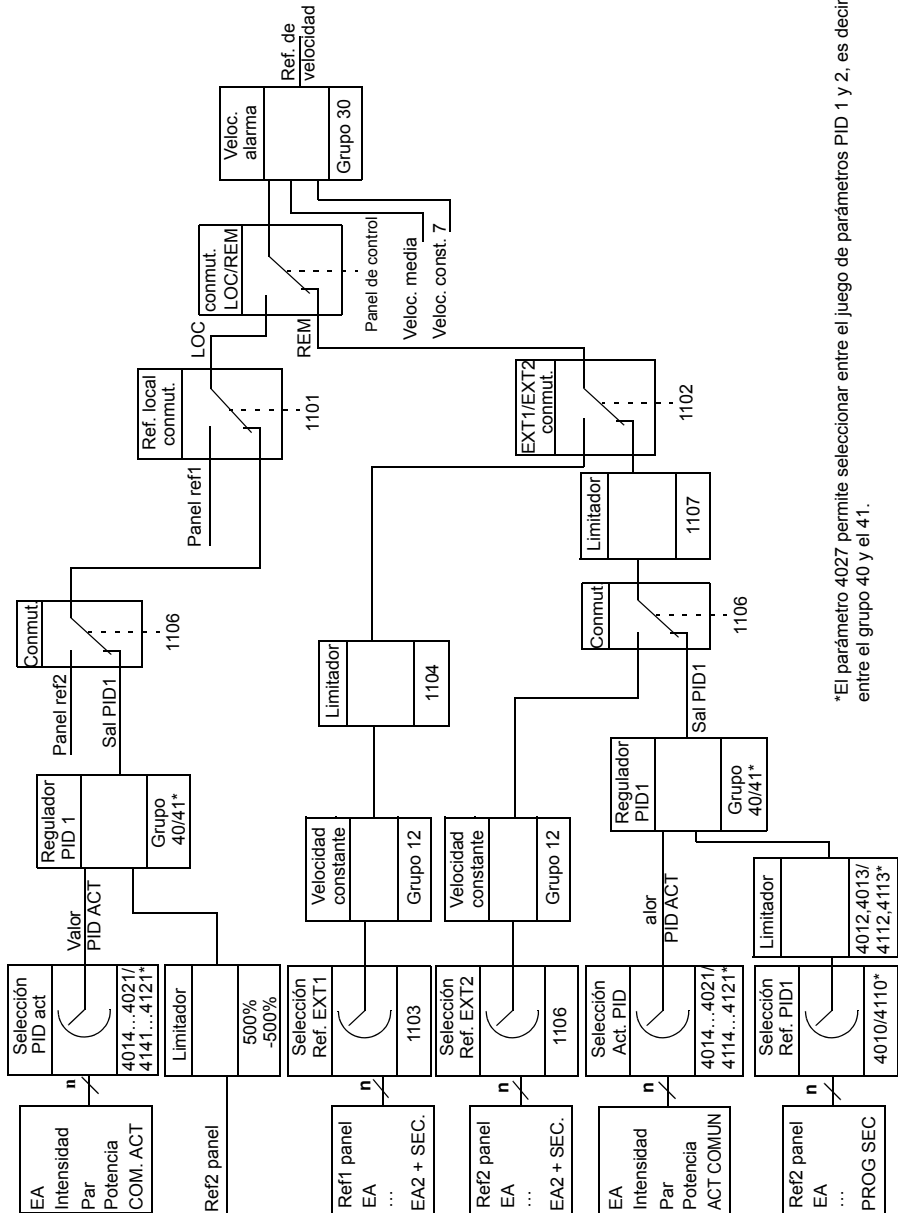 EA
Intensidad
Par
Potencia
COM. ACT
n
Selección
PID act
4014...4021/
4141...4121*
Valor
PID ACT
Regulador
PID 1
Grupo
40/41*
Panel ref2
Sal PID1
Conmut.
1106
Panel ref1
Ref. local
conmut.
1101
LOC
REM
conmut.
LOC/REM
Panel de control
Veloc. media
Veloc. const. 7
Veloc.
alarma
Grupo 30
Ref. de
velocidad
Ref2 panel
Limitador
500%
-500%
Ref1 panel
EA
...
EA2 + SEC.
n
Selección
Ref. EXT1
1103
Velocidad
constante
Grupo 12
Limitador
1104
Ref2 panel
EA
...
EA2 + SEC.
n
Selección
Ref. EXT2
1106
Velocidad
constante
Grupo 12
EXT1/EXT2
conmut.
1102
EA
Intensidad
Par
Potencia
ACT COMUN
n
Selección
Act. PID
4014...4021/
4114...4121*
alor
PID ACT
Regulador
PID1
Grupo
40/41*
Sal PID1
Conmut
1106
Limitador
1107
Ref2 panel
EA
...
PROG SEC
n
Selección
Ref. PID1
4010/4110*
Limitador
4012,4013/
4112,4113*
*El parámetro 4027 permite seleccionar entre el juego de parámetros PID 1 y 2, es decir
entre el grupo 40 y el 41.